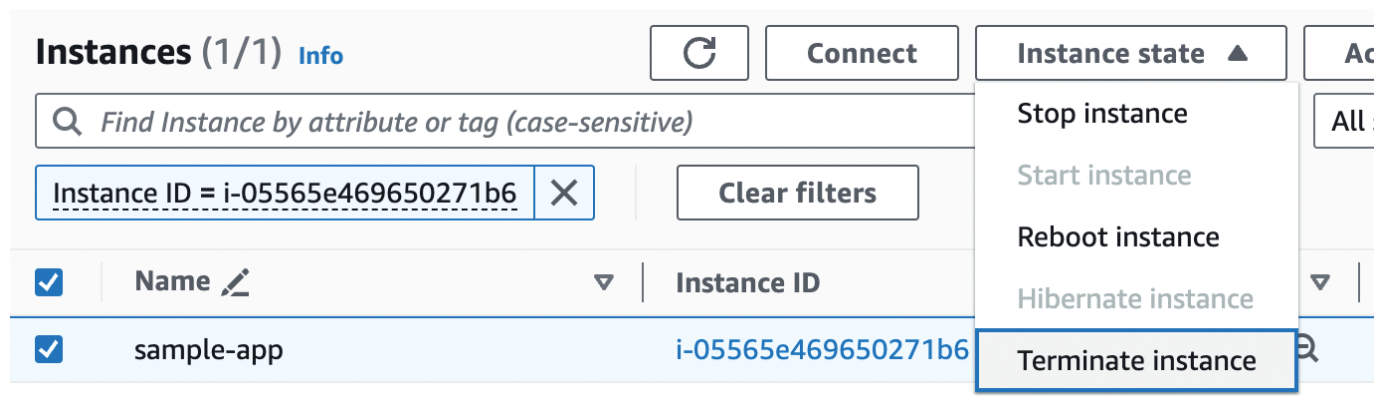 Instances (1/1) Info
Connect
Instance state
Find Instance by attribute or tag (case-sensitive)
All
Instance ID = i-05565e469650271b6
Clear filters
Stop instance
Start instance
Reboot instance
Hibernate instance
Terminate instance
Name
Instance ID
sample-app
i-05565e469650271b6